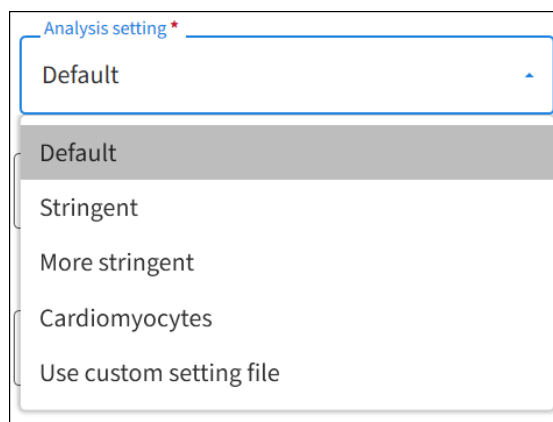 Analysis setting *
Default
Default
Stringent
More stringent
Cardiomyocytes
Use custom setting file